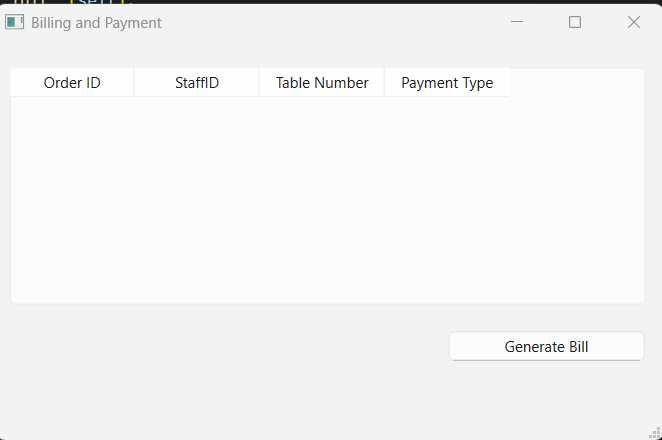 Billing and Payment
Order ID StaffID Table Number Payment Type
Generate Bill